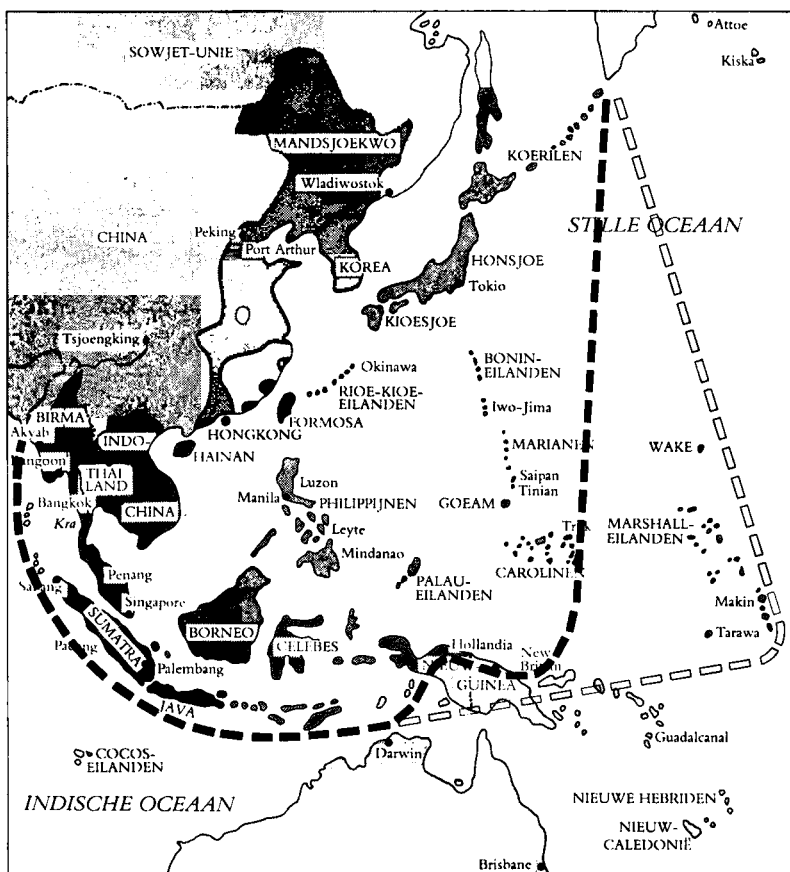 Attoe
Kiska
SOWJET-UNIE
MANDSJOEKWO
Wladiwostok
KOERILEN
STILLE OCEAAN
CHINA
Peking
Port Arthur
KOREA
HONSJOE
Tokio
KIOESJOE
Tsjoengking
Okinawa
RIOE-KIOE-
EILANDEN
BONIN-
EILANDEN
Iwo-Jima
BIRMA
Akyab
INDO-
HONGKONG
FORMOSA
HAINAN
MARIANEN
WAKE
Rangoon
THAI
LAND
Luzon
Saipan
Tinian
Bangkok
Manila
PHILIPPIJNEN
GOEAM
Kra
CHINA
Leyte
Truk
MARSHALL-
EILANDEN
Mindanao
CAROLINEN
Penang
PALAU-
EILANDEN
Sabang
Singapore
Makin
SUMATRA
BORNEO
CELEBES
Hollandia
Tarawa
Padang
Palembang
NIEUW
GUINEA
New
Britain
JAVA
Guadalcanal
COCOS-
EILANDEN
Darwin
INDISCHE OCEAAN
NIEUWE HEBRIDEN
NIEUW-
CALEDONIË
Brisbane